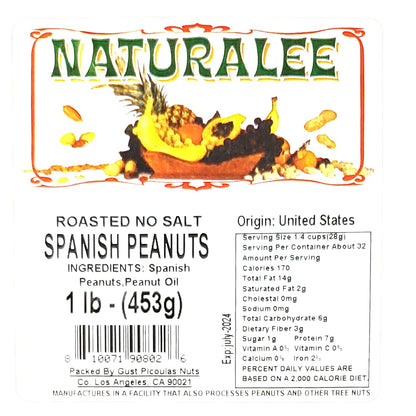 NATURALEE
ROASTED NO SALT
SPANISH PEANUTS
INGREDIENTS: Spanish
Peanuts,Peanut Oil
1 lb - (453g)
8 10071 90802 6
Packed By Gust Picoulas Nuts
Co. Los Angeles, CA 90021
Origin: United States
Serving Size 1/4 cups(28g)
Serving Per Container About 32
Amount Per Serving
Calories 170
Total Fat 14g
Saturated Fat 2g
Cholestal 0mg
Sodium 0mg
Total Carbohydrate 6g
Dietary Fiber 3g
Sugar 1g Protein 7g
Vitamin A 0% Vitamin C 0%
Calcium 0% Iron 2%
PERCENT DAILY VALUES ARE
BASED ON A 2,000 CALORIE DIET.
Exp:july-2024
MANUFACTURES IN A FACILITY THAT ALSO PROCESSES PEANUTS AND OTHER TREE NUTS